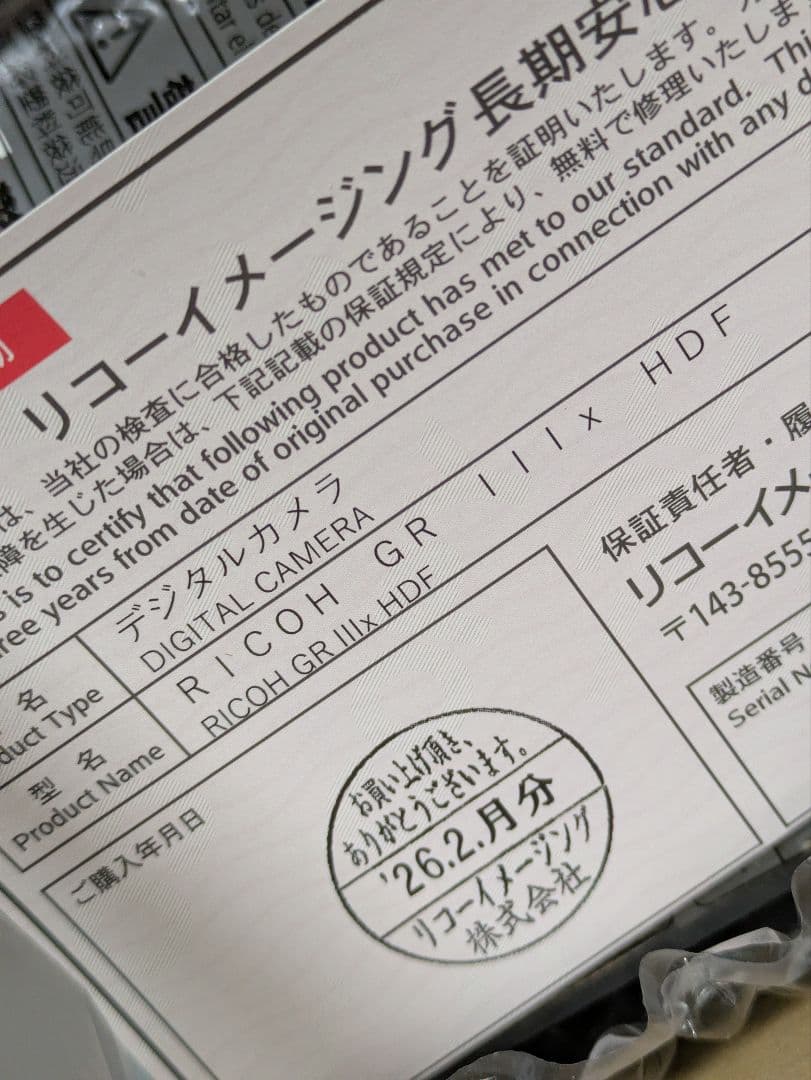 リコーイメージング長期安
は、当社の検査に合格したものであることを証明いたします。
障を生じた場合は、下記記載の保証規定により、無料で修理いたしま
is to certify that following product has met to our standard. Thi
ree years from date of original purchase in connection with any d
名
duct Type
デジタルカメラ
DIGITAL CAMERA
型 名
Product Name
RICOH GR IIIx HDF
RICOH GR IIIx HDF
ご購入年月日
お買い上げ頂き、
ありがとうございます。
'26.2.月分
リコーイメージング
株式会社
保証責任者・履
リコーイメ
〒143-8555
製造番号
Serial N